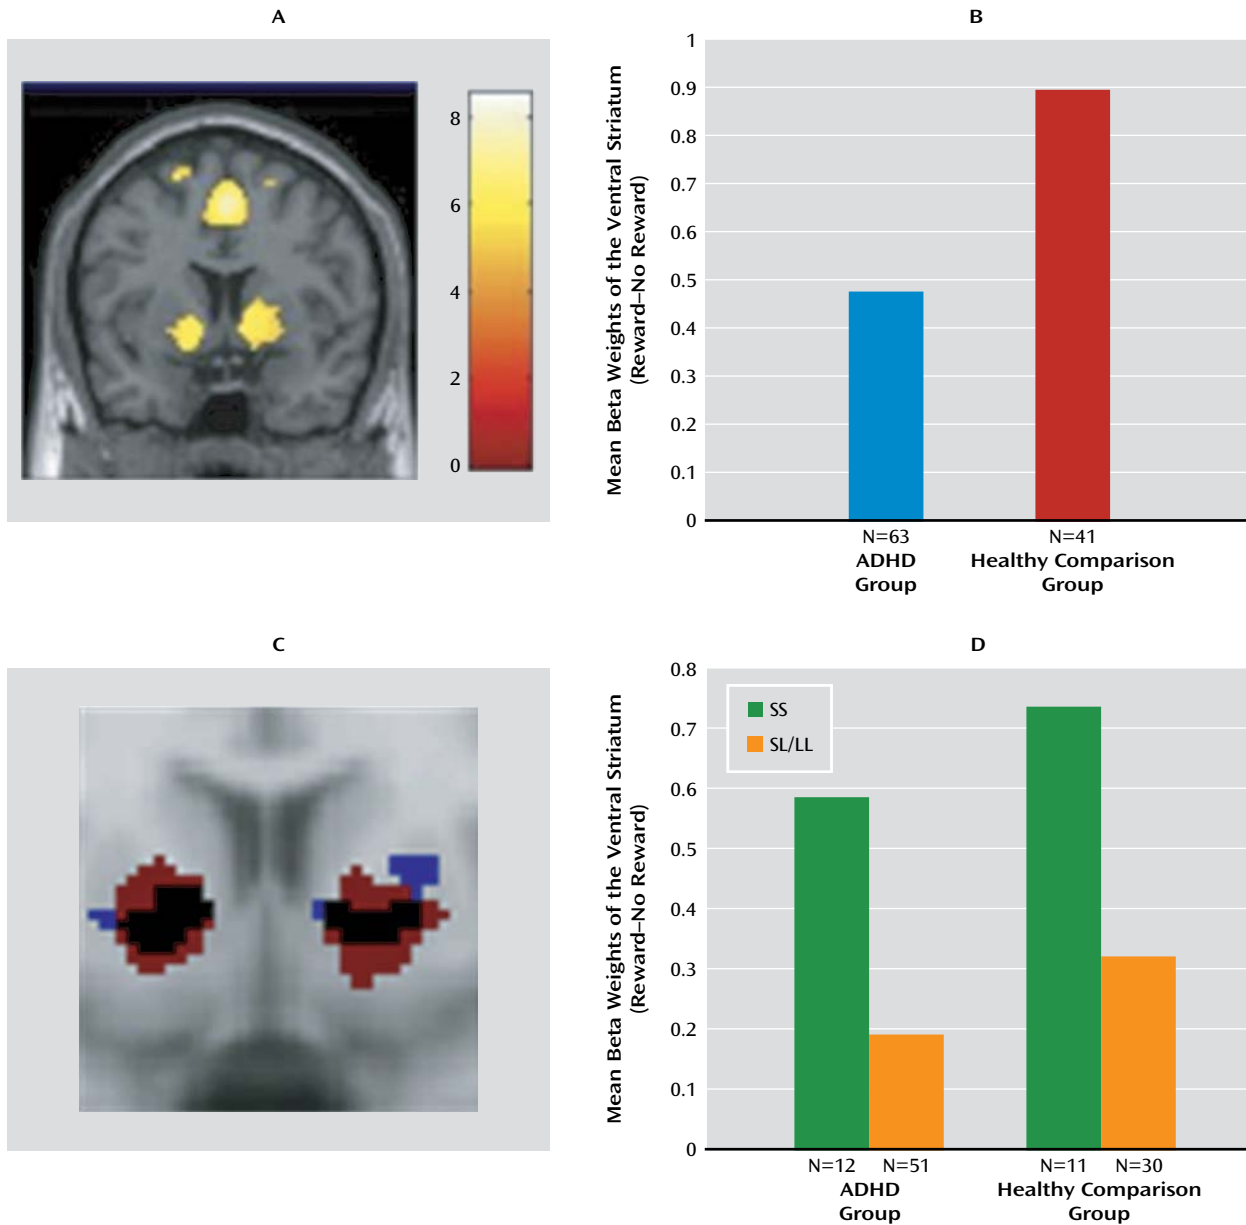 A
8
6
4
2
0
B
Mean Beta Weights of the Ventral Striatum
(Reward–No Reward)
1
0.9
0.8
0.7
0.6
0.5
0.4
0.3
0.2
0.1
0
N=63
ADHD
Group
N=41
Healthy Comparison
Group
C
D
Mean Beta Weights of the Ventral Striatum
(Reward–No Reward)
0.8
0.7
0.6
0.5
0.4
0.3
0.2
0.1
0
SS
SL/LL
N=12 N=51
ADHD
Group
N=11 N=30
Healthy Comparison
Group